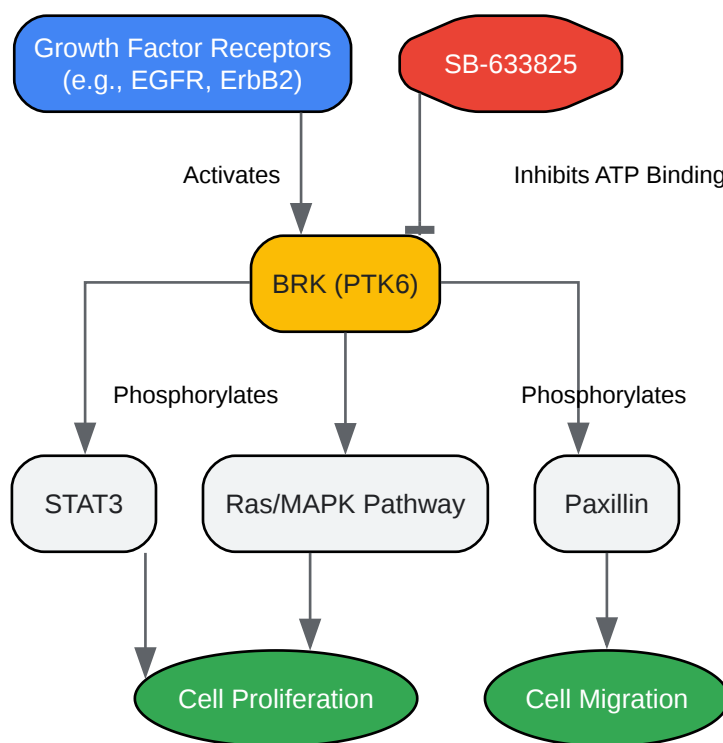 Growth Factor Receptors
(e.g., EGFR, ErbB2)
SB-633825
Activates
Inhibits ATP Binding
BRK (PTK6)
Phosphorylates
Phosphorylates
STAT3
Ras/MAPK Pathway
Paxillin
Cell Proliferation
Cell Migration